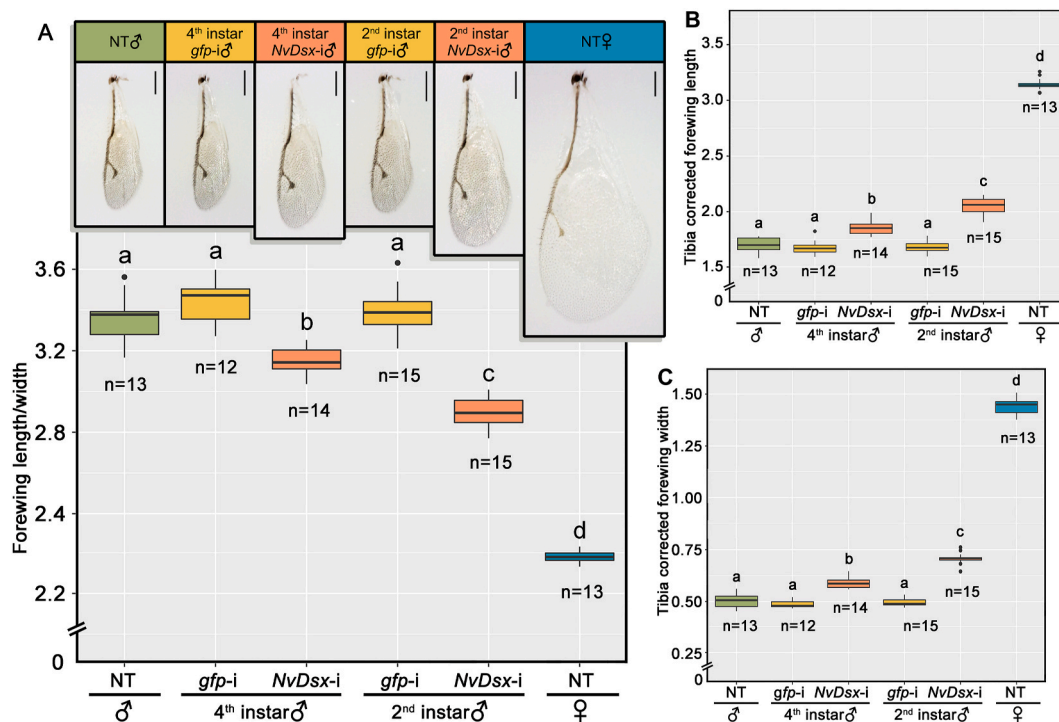 A
NT♂
4th instar
gfp-i♂
4th instar
NvDsx-i♂
2nd instar
gfp-i♂
2nd instar
NvDsx-i♂
NT♀
Forewing length/width
3.6
3.2
2.8
2.4
2.2
0
a
a
b
a
c
d
n=13
n=12
n=14
n=15
n=15
n=13
NT
gfp-i
NvDsx-i
gfp-i
NvDsx-i
NT
♂
4th instar♂
2nd instar♂
♀
B
Tibia corrected forewing length
3.5
3.0
2.5
2.0
1.5
0
a
a
b
a
c
d
n=13
n=12
n=14
n=15
n=15
n=13
NT
gfp-i
NvDsx-i
gfp-i
NvDsx-i
NT
♂
4th instar♂
2nd instar♂
♀
C
Tibia corrected forewing width
1.50
1.25
1.00
0.75
0.50
0.25
0
a
a
b
a
c
d
n=13
n=12
n=14
n=15
n=15
n=13
NT
gfp-i
NvDsx-i
gfp-i
NvDsx-i
NT
♂
4th instar♂
2nd instar♂
♀